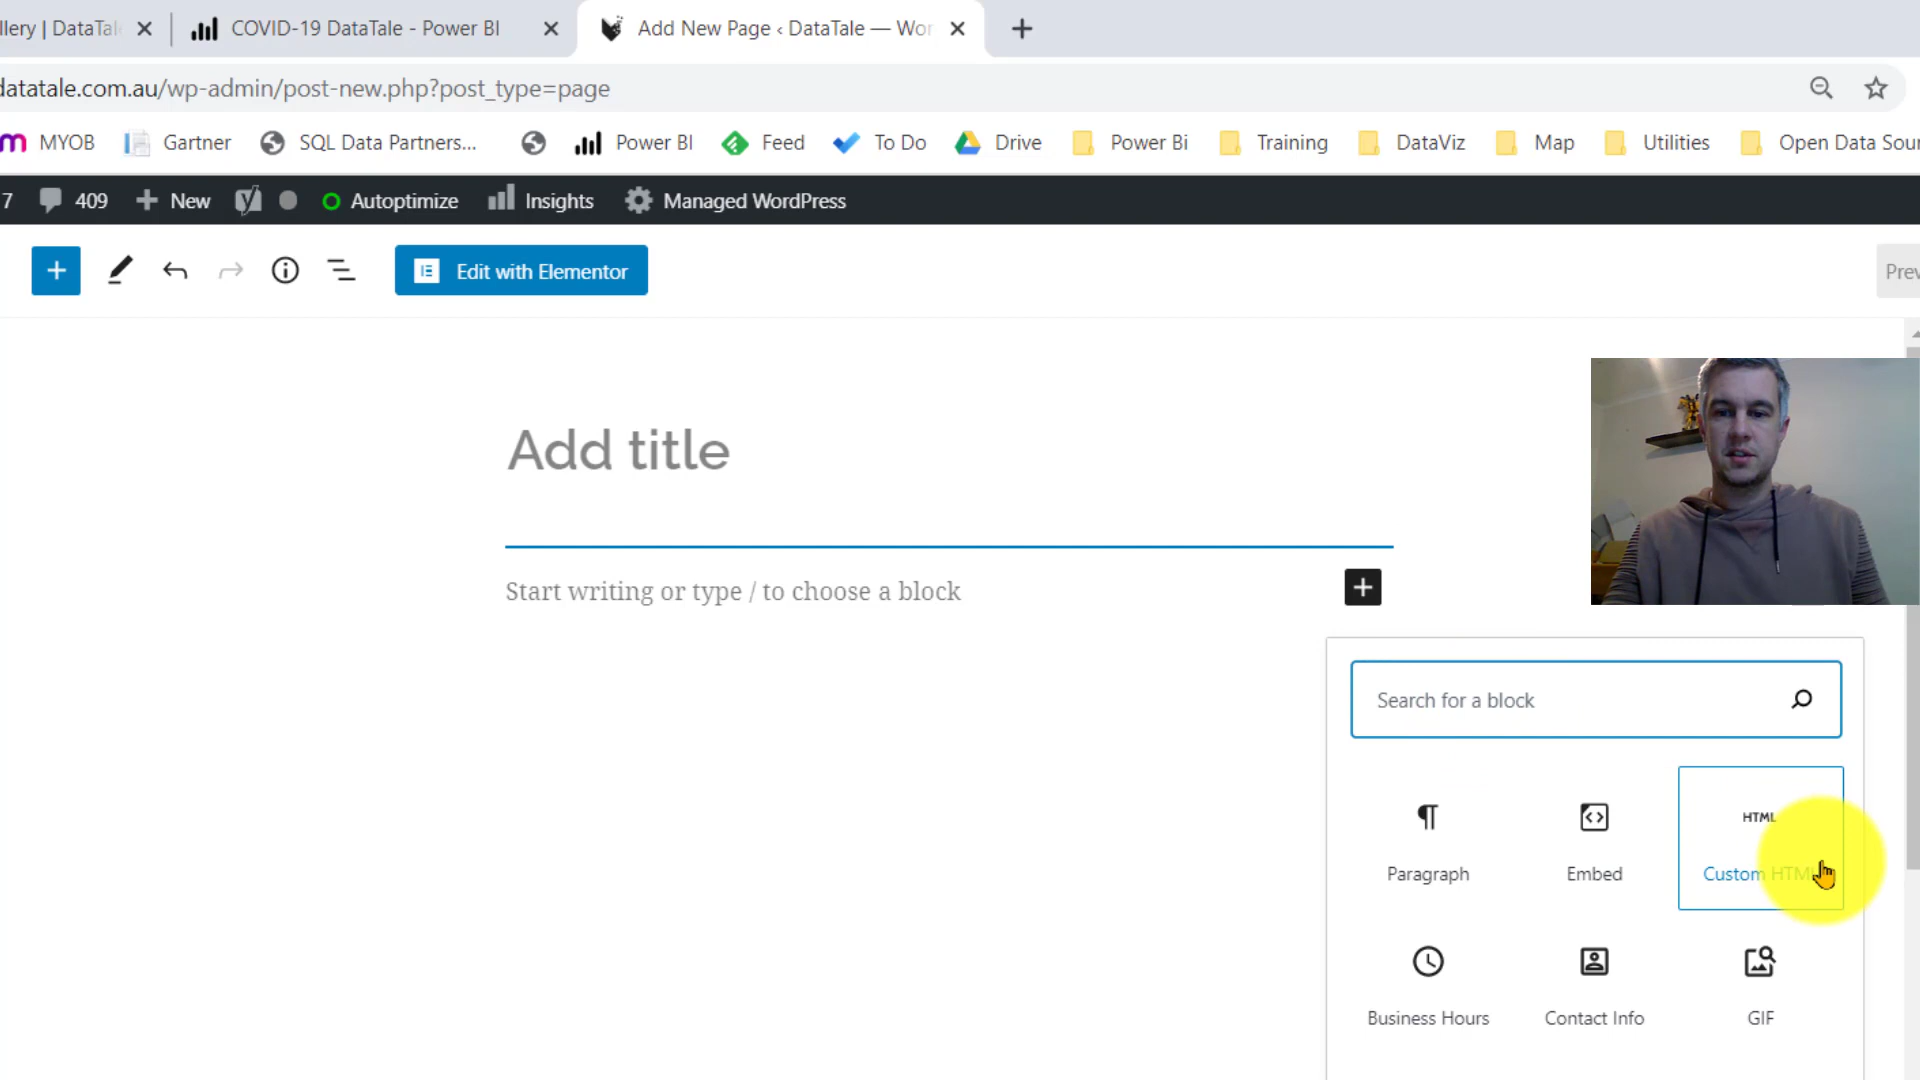 llery | DataTal
COVID-19 DataTale - Power BI
Add New Page ‹ DataTale — Wor
datatale.com.au/wp-admin/post-new.php?post_type=page
MYOB
Gartner
SQL Data Partners...
Power BI
Feed
To Do
Drive
Power Bi
Training
DataViz
Map
Utilities
Open Data Sour
7
409
New
Autoptimize
Insights
Managed WordPress
Edit with Elementor
Prev
Add title
Start writing or type / to choose a block
Search for a block
Paragraph
Embed
HTML
Custom HTML
Business Hours
Contact Info
GIF